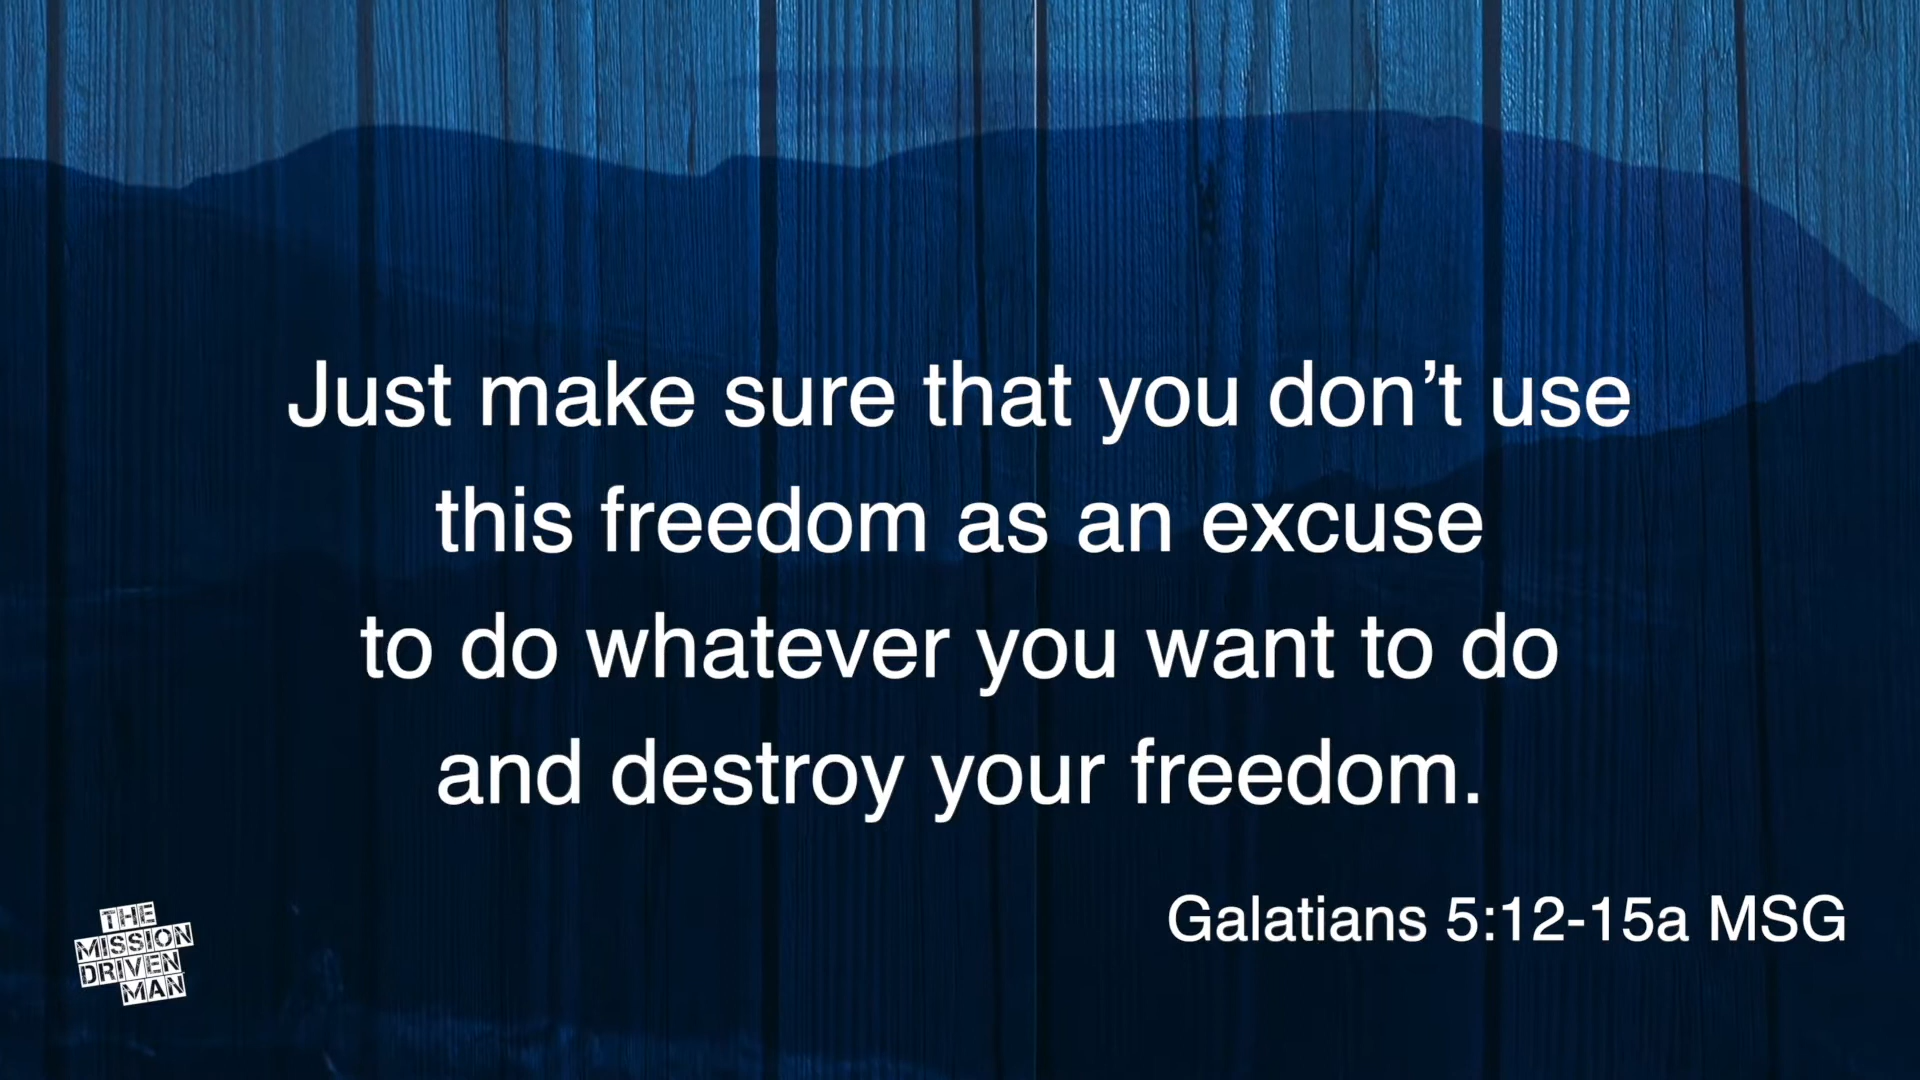 Just make sure that you don’t use
this freedom as an excuse
to do whatever you want to do
and destroy your freedom.
Galatians 5:12-15a MSG
THE
MISSION
DRIVEN
MAN